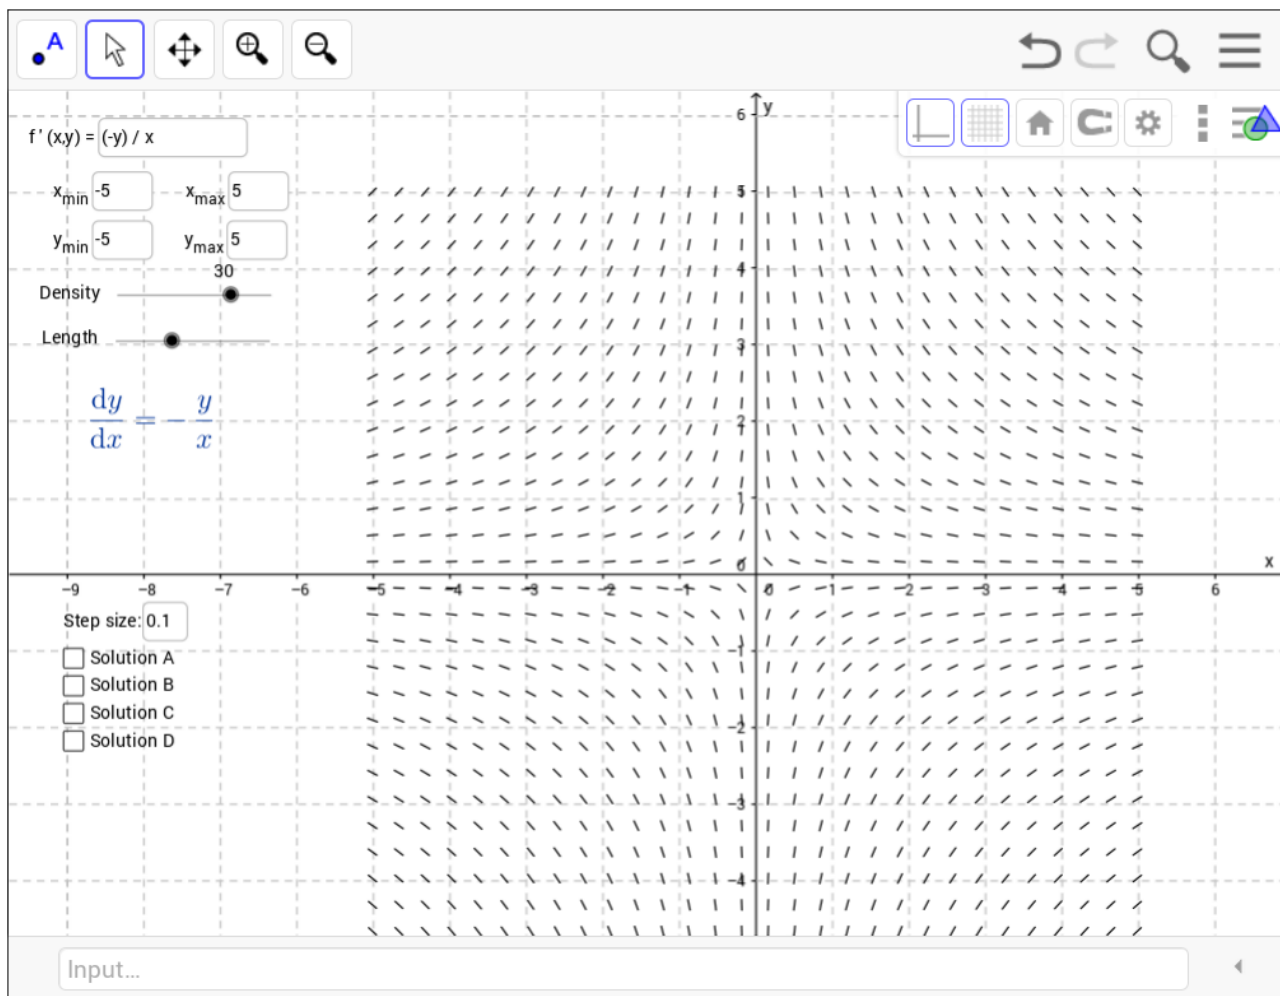 A
f ' (x,y) = (-y) / x
xmin -5 xmax 5
ymin -5 ymax 5
30
Density
Length
dy/dx = − y/x
y
6
5
4
3
2
1
0
x
−9 −8 −7 −6 −5 −4 −3 −2 −1 0 1 2 3 4 5 6
−1
−2
−3
−4
Step size: 0.1
Solution A
Solution B
Solution C
Solution D
Input...